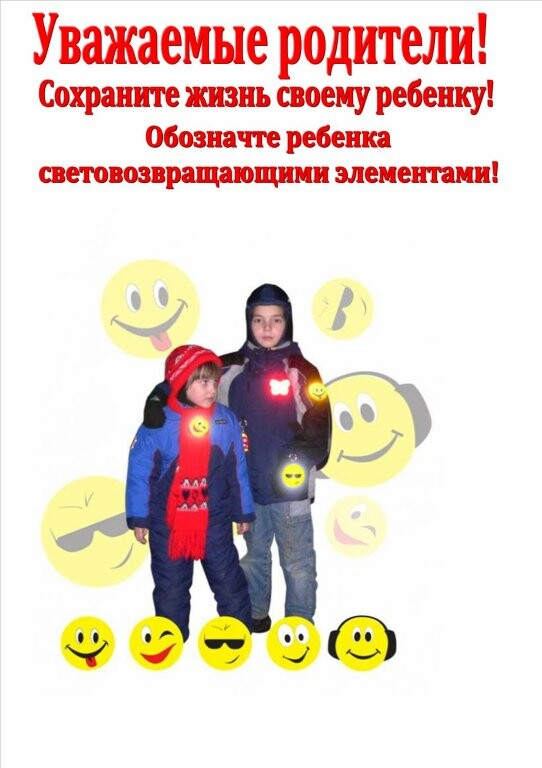 Уважаемые родители!
Сохраните жизнь своему ребенку!
Обозначте ребенка
световозвращающими элементами!